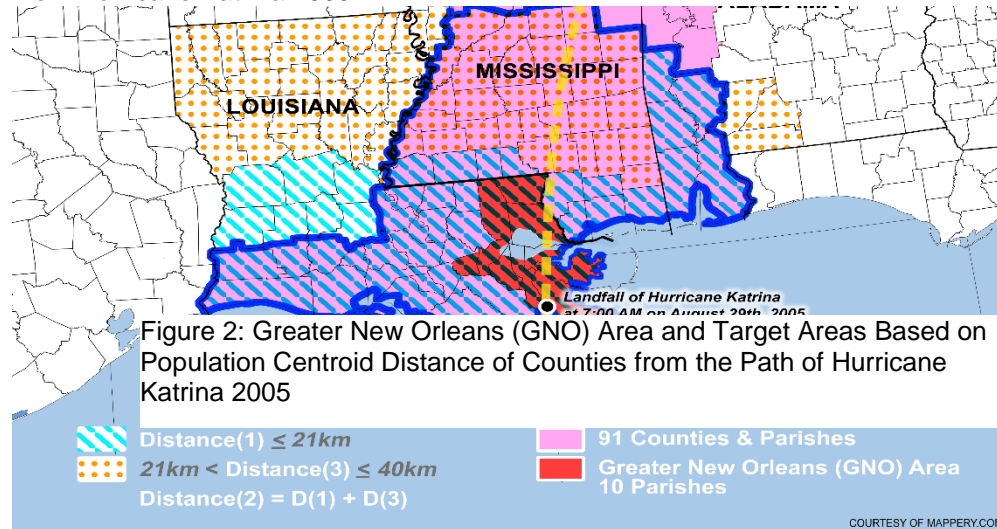 LOUISIANA
MISSISSIPPI
Landfall of Hurricane Katrina
at 7:00 AM on August 29th, 2005
Figure 2: Greater New Orleans (GNO) Area and Target Areas Based on
Population Centroid Distance of Counties from the Path of Hurricane
Katrina 2005
Distance(1) ≤ 21km
21km < Distance(3) ≤ 40km
Distance(2) = D(1) + D(3)
91 Counties & Parishes
Greater New Orleans (GNO) Area
10 Parishes
COURTESY OF MAPPERY.COM